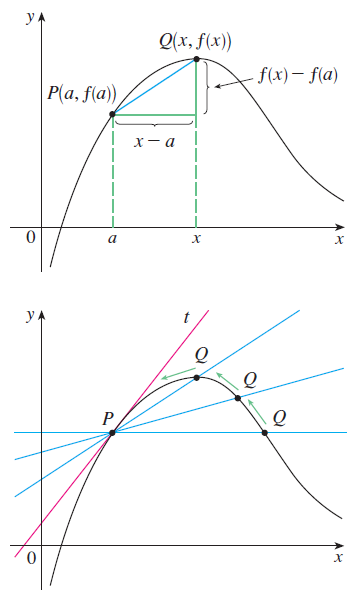 y
Q(x, f(x))
P(a, f(a))
f(x) − f(a)
x − a
0
a
x
x
y
t
Q
Q
P
Q
0
x